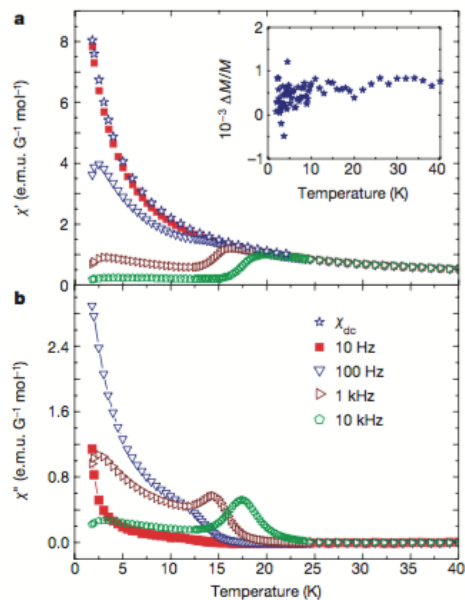 a
8
6
4
2
0
χ′ (e.m.u. G⁻¹ mol⁻¹)
2
1
0
−1
10⁻³ ΔM/M
0 10 20 30 40
Temperature (K)
b
2.4
1.8
1.2
0.6
0.0
χ″ (e.m.u. G⁻¹ mol⁻¹)
χdc
10 Hz
100 Hz
1 kHz
10 kHz
0 5 10 15 20 25 30 35 40
Temperature (K)